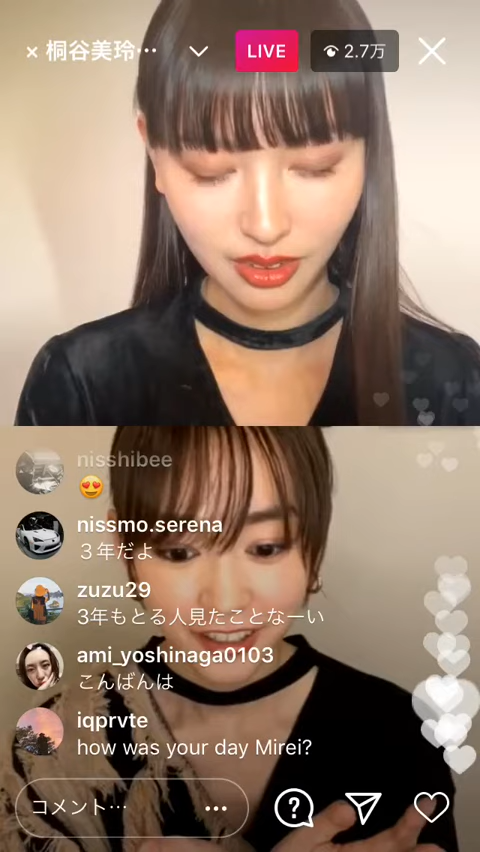 × 桐谷美玲…
LIVE
2.7万
nisshibee
😍
nissmo.serena
３年だよ
zuzu29
3年もとる人見たことなーい
ami_yoshinaga0103
こんばんは
iqprvte
how was your day Mirei?
コメント…